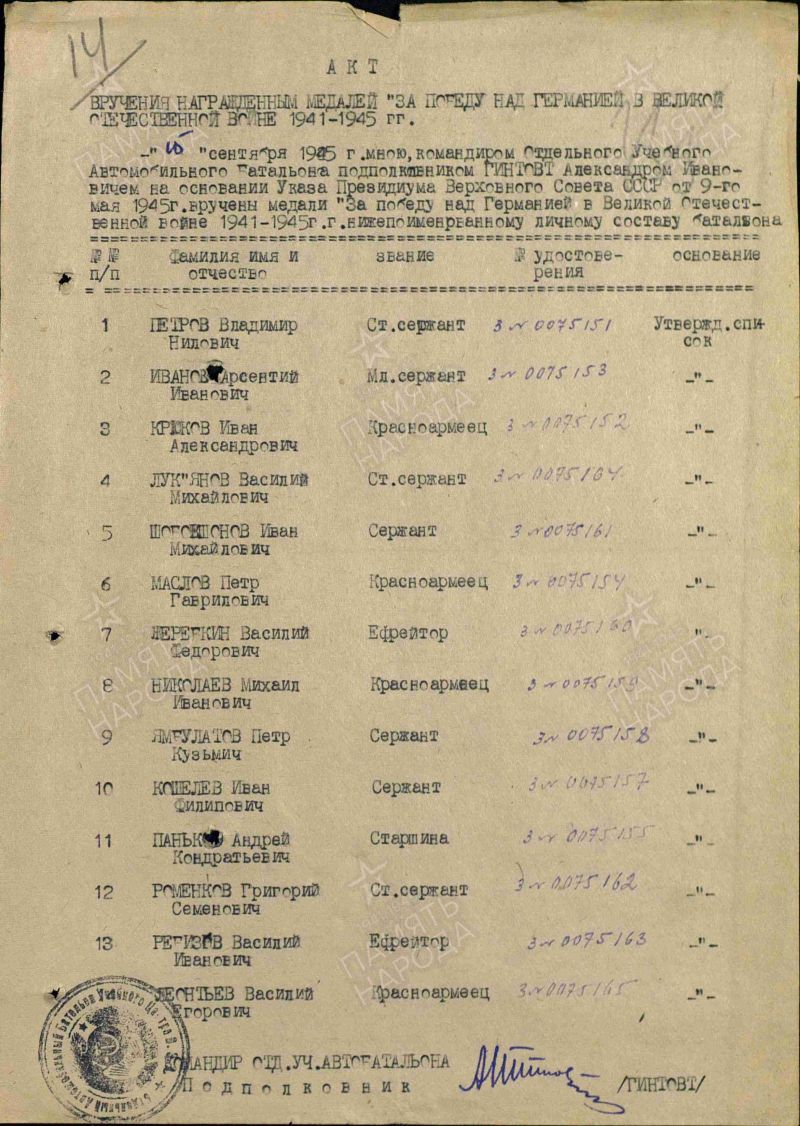 14
АКТ
ВРУЧЕНИЯ НАГРАЖДЕННЫМ МЕДАЛЕЙ "ЗА ПОБЕДУ НАД ГЕРМАНИЕЙ В ВЕЛИКОЙ
ОТЕЧЕСТВЕННОЙ ВОЙНЕ 1941-1945 гг.
-" "сентября 1945 г.мною,командиром Отдельного Учебного
Автомобильного Батальона подполковником ГИНТОВТ Александром Ивано-
вичем на основании Указа Президиума Верховного Совета СССР от 9-го
мая 1945г.вручены медали "За победу над Германией в Великой Отечест-
венной войне 1941-1945г.г.нижепоименрванному личному составу батальона
№ № Фамилия имя и звание № удостове- основание
п/п отчество рения
1 ПЕТРОВ Владимир Ст.сержант З № 0075151 Утвержд.спи-
Нилович сок
2 ИВАНОВ Арсентий Мл.сержант З № 0075153 -"-
Иванович
3 КРЮКОВ Иван Красноармеец З № 0075152 -"-
Александрович
4 ЛУК"ЯНОВ Василий Ст.сержант З № 0075164 -"-
Михайлович
5 Иван Сержант З № 0075161 -"-
Михайлович
6 МАСЛОВ Петр Красноармеец З № 0075154 -"-
Гаврилович
7 Василий Ефрейтор З № 0075160 "-
Федорович
8 НИКОЛАЕВ Михаил Красноармеец З № 0075159 -"-
Иванович
9 ЯМБУЛАТОВ Петр Сержант З № 0075158 -"-
Кузьмич
10 КОШЕЛЕВ Иван Сержант З № 0075157 -"-
Филипович
11 ПАНЬКОВ Андрей Старшина З № 0075155 -"-
Кондратьевич
12 РОМЕНКОВ Григорий Ст.сержант З № 0075162 -"-
Семенович
13 РЕБИЗОВ Василий Ефрейтор З № 0075163 -"-
Иванович
ЛЕОНТЬЕВ Василий Красноармеец З № 0075165 -"-
Егорович
КОМАНДИР ОТД.УЧ.АВТОБАТАЛЬОНА
Подполковник /ГИНТОВТ/
ПАМЯТЬ НАРОДА